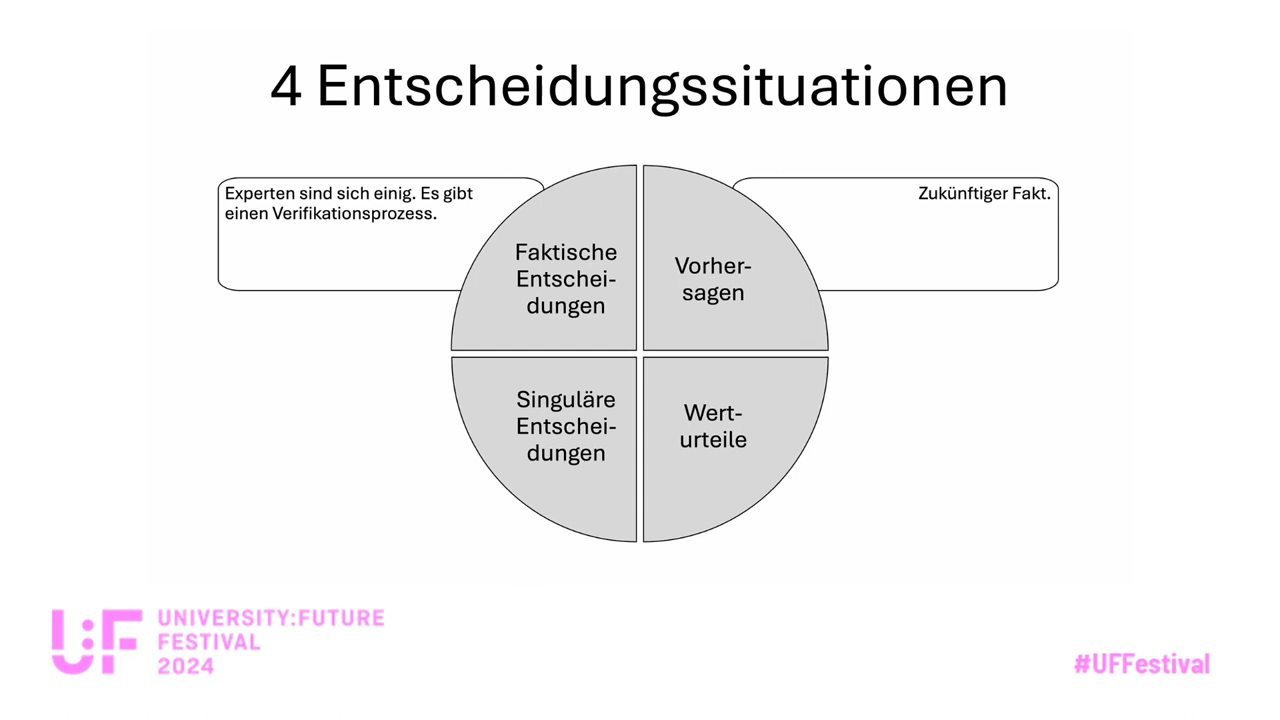 4 Entscheidungssituationen
Experten sind sich einig. Es gibt
einen Verifikationsprozess.
Zukünftiger Fakt.
Faktische
Entschei-
dungen
Vorher-
sagen
Singuläre
Entschei-
dungen
Wert-
urteile
U:F
UNIVERSITY:FUTURE
FESTIVAL
2024
#UFFestival